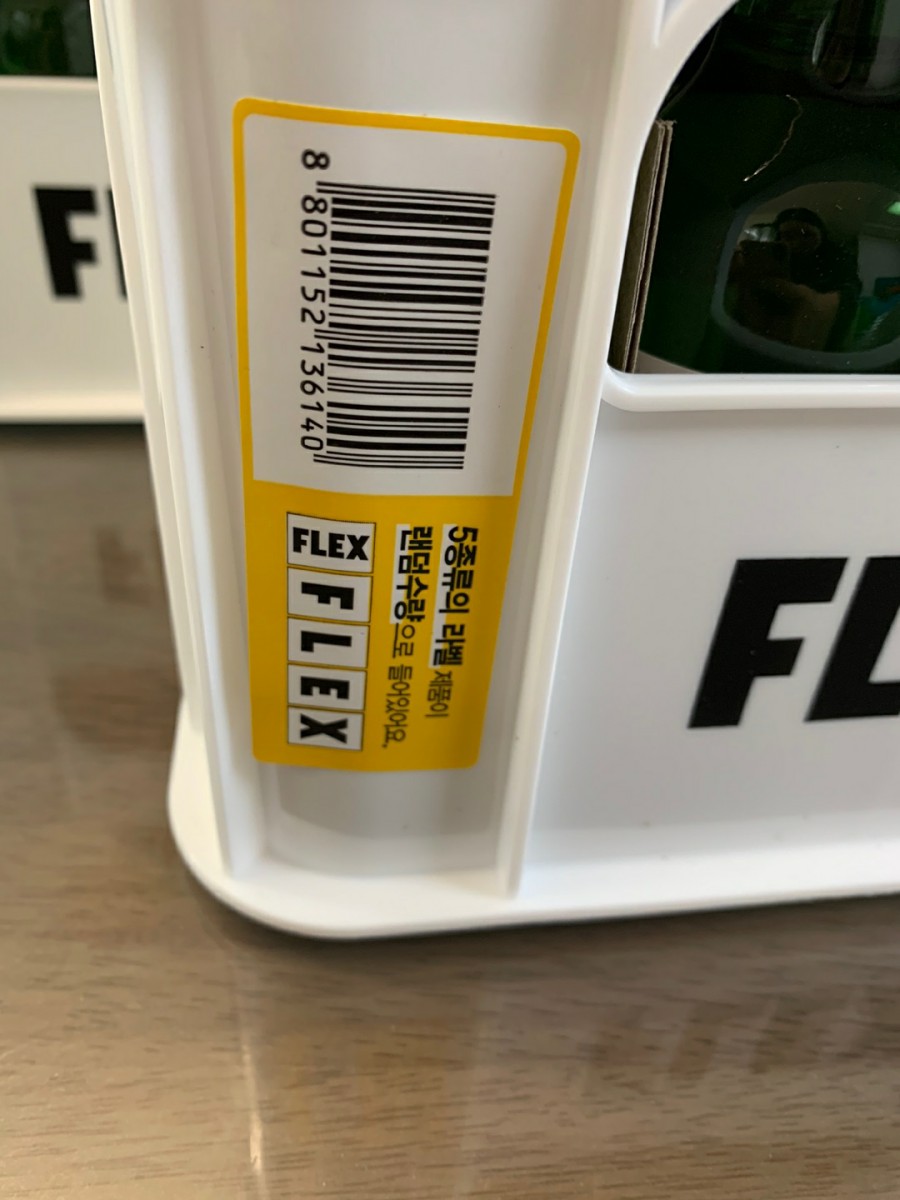 8 801152 136140
5종류의 라벨 제품이
랜덤수량으로 들어있어요.
FLEX
FLEX
FL